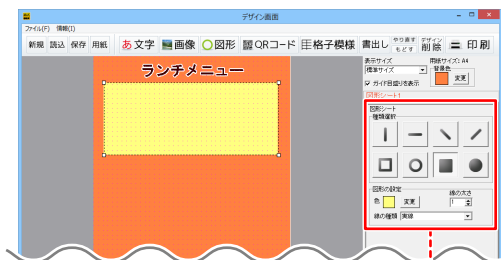 デザイン画面
ファイル(F) 情報(I)
新規 読込 保存 用紙 あ文字 画像 図形 QRコード 格子模様 書出し やり直す もどす デザイン削除 印刷
表示サイズ 用紙サイズ: A4
標準サイズ 背景色
ガイド目盛りを表示 変更
図形シート1
ランチメニュー
図形シート
種類選択
図形の設定 線の太さ
色 変更 1
線の種類 実線